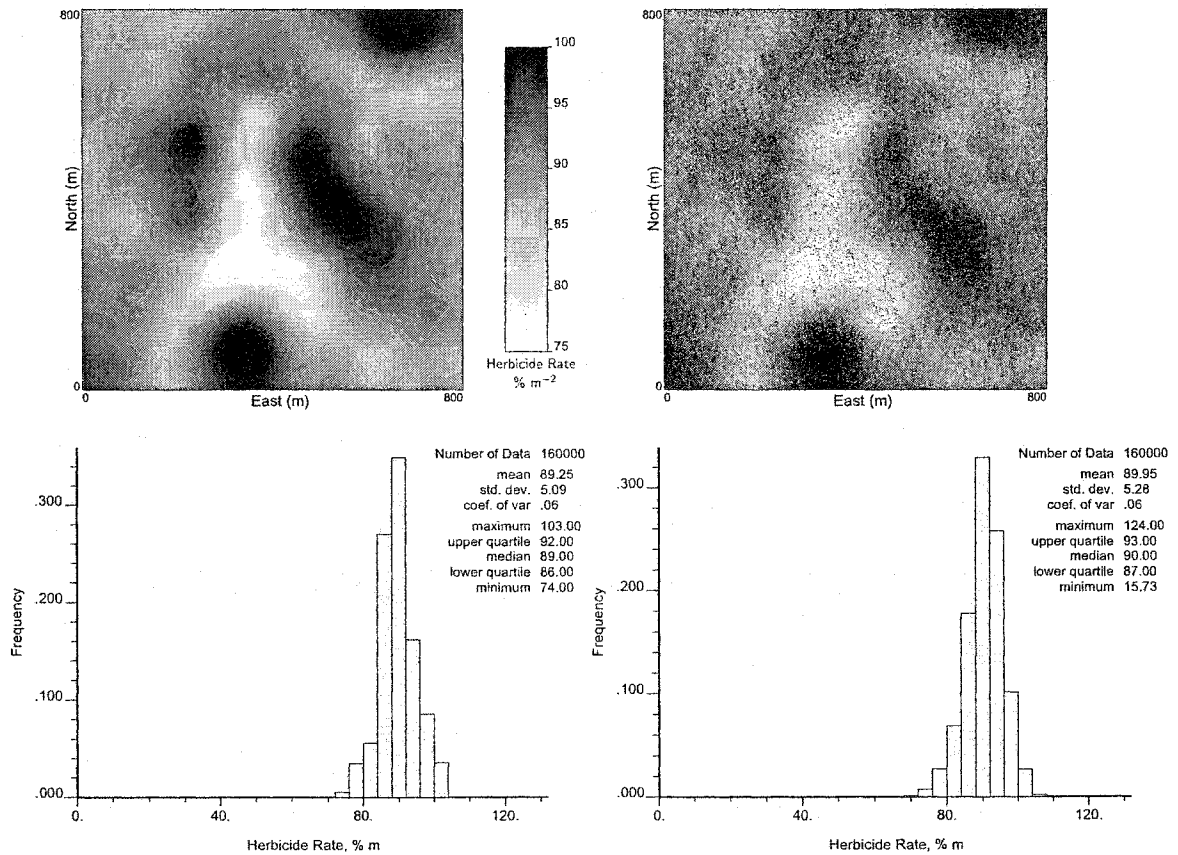 800
North (m)
0
0
East (m)
800
100
95
90
85
80
75
Herbicide Rate
% m⁻²
800
North (m)
0
0
East (m)
800
Number of Data 160000
mean 89.25
std. dev. 5.09
coef. of var .06
maximum 103.00
upper quartile 92.00
median 89.00
lower quartile 86.00
minimum 74.00
Frequency
.300
.200
.100
.000
0.
40.
80.
120.
Herbicide Rate, % m
Number of Data 160000
mean 89.95
std. dev. 5.28
coef. of var .06
maximum 124.00
upper quartile 93.00
median 90.00
lower quartile 87.00
minimum 15.73
Frequency
.300
.200
.100
.000
0.
40.
80.
120.
Herbicide Rate, % m